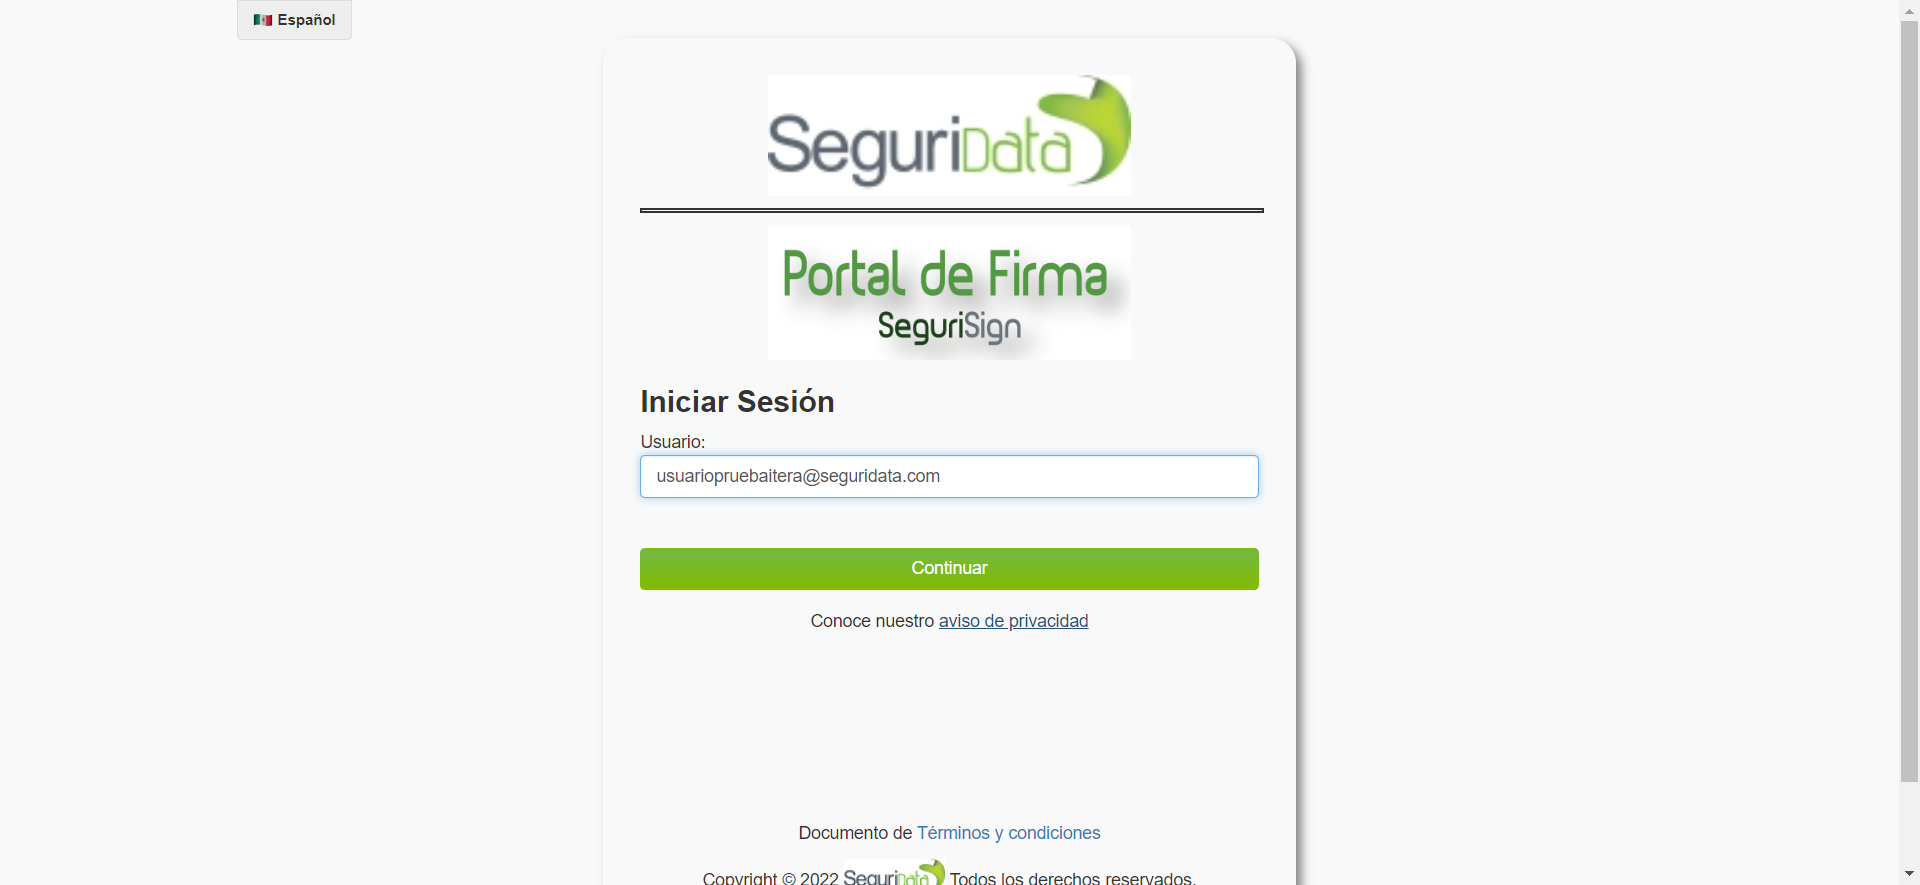 Español
SeguriData
Portal de Firma
SeguriSign
Iniciar Sesión
Usuario:
usuariopruebaitera@seguridata.com
Continuar
Conoce nuestro aviso de privacidad
Documento de Términos y condiciones
Copyright © 2022 SeguriData Todos los derechos reservados.